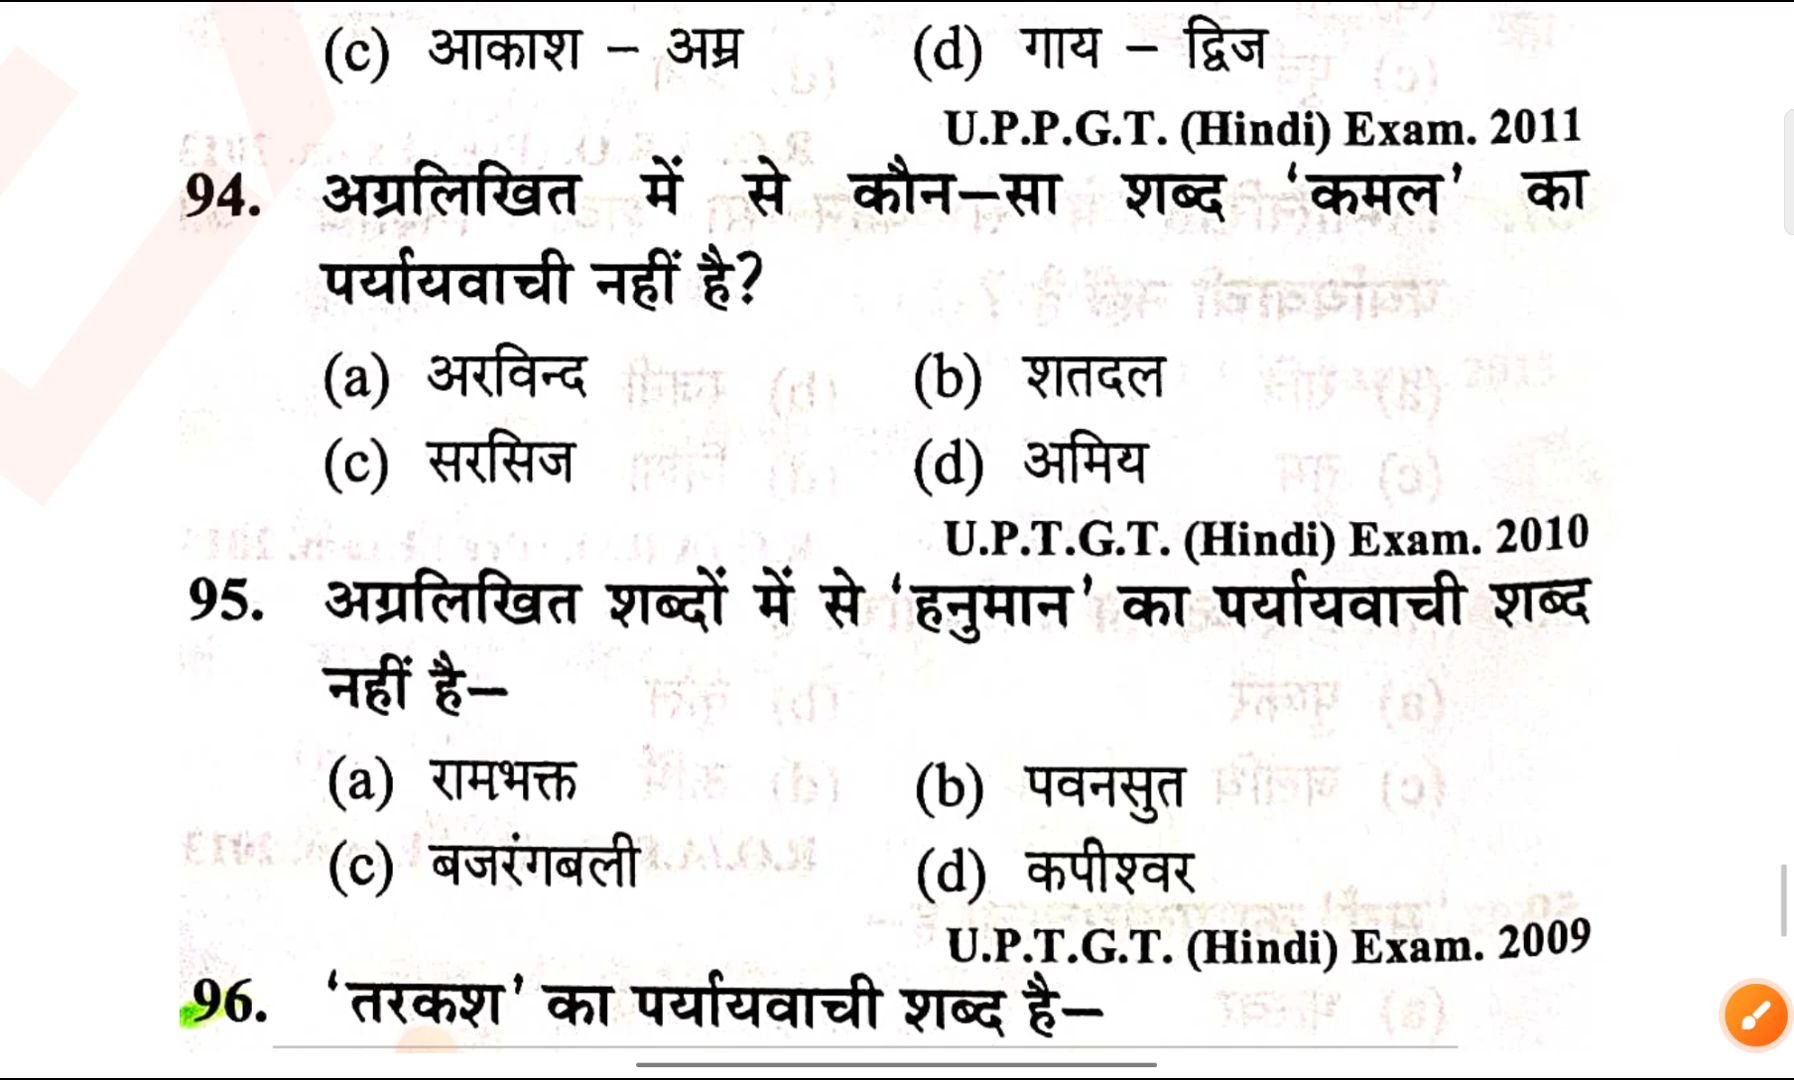 (c) आकाश – अम्र (d) गाय – द्विज
U.P.P.G.T. (Hindi) Exam. 2011
94. अग्रलिखित में से कौन–सा शब्द 'कमल' का
पर्यायवाची नहीं है?
(a) अरविन्द (b) शतदल
(c) सरसिज (d) अमिय
U.P.T.G.T. (Hindi) Exam. 2010
95. अग्रलिखित शब्दों में से 'हनुमान' का पर्यायवाची शब्द
नहीं है–
(a) रामभक्त (b) पवनसुत
(c) बजरंगबली (d) कपीश्वर
U.P.T.G.T. (Hindi) Exam. 2009
96. 'तरकश' का पर्यायवाची शब्द है–